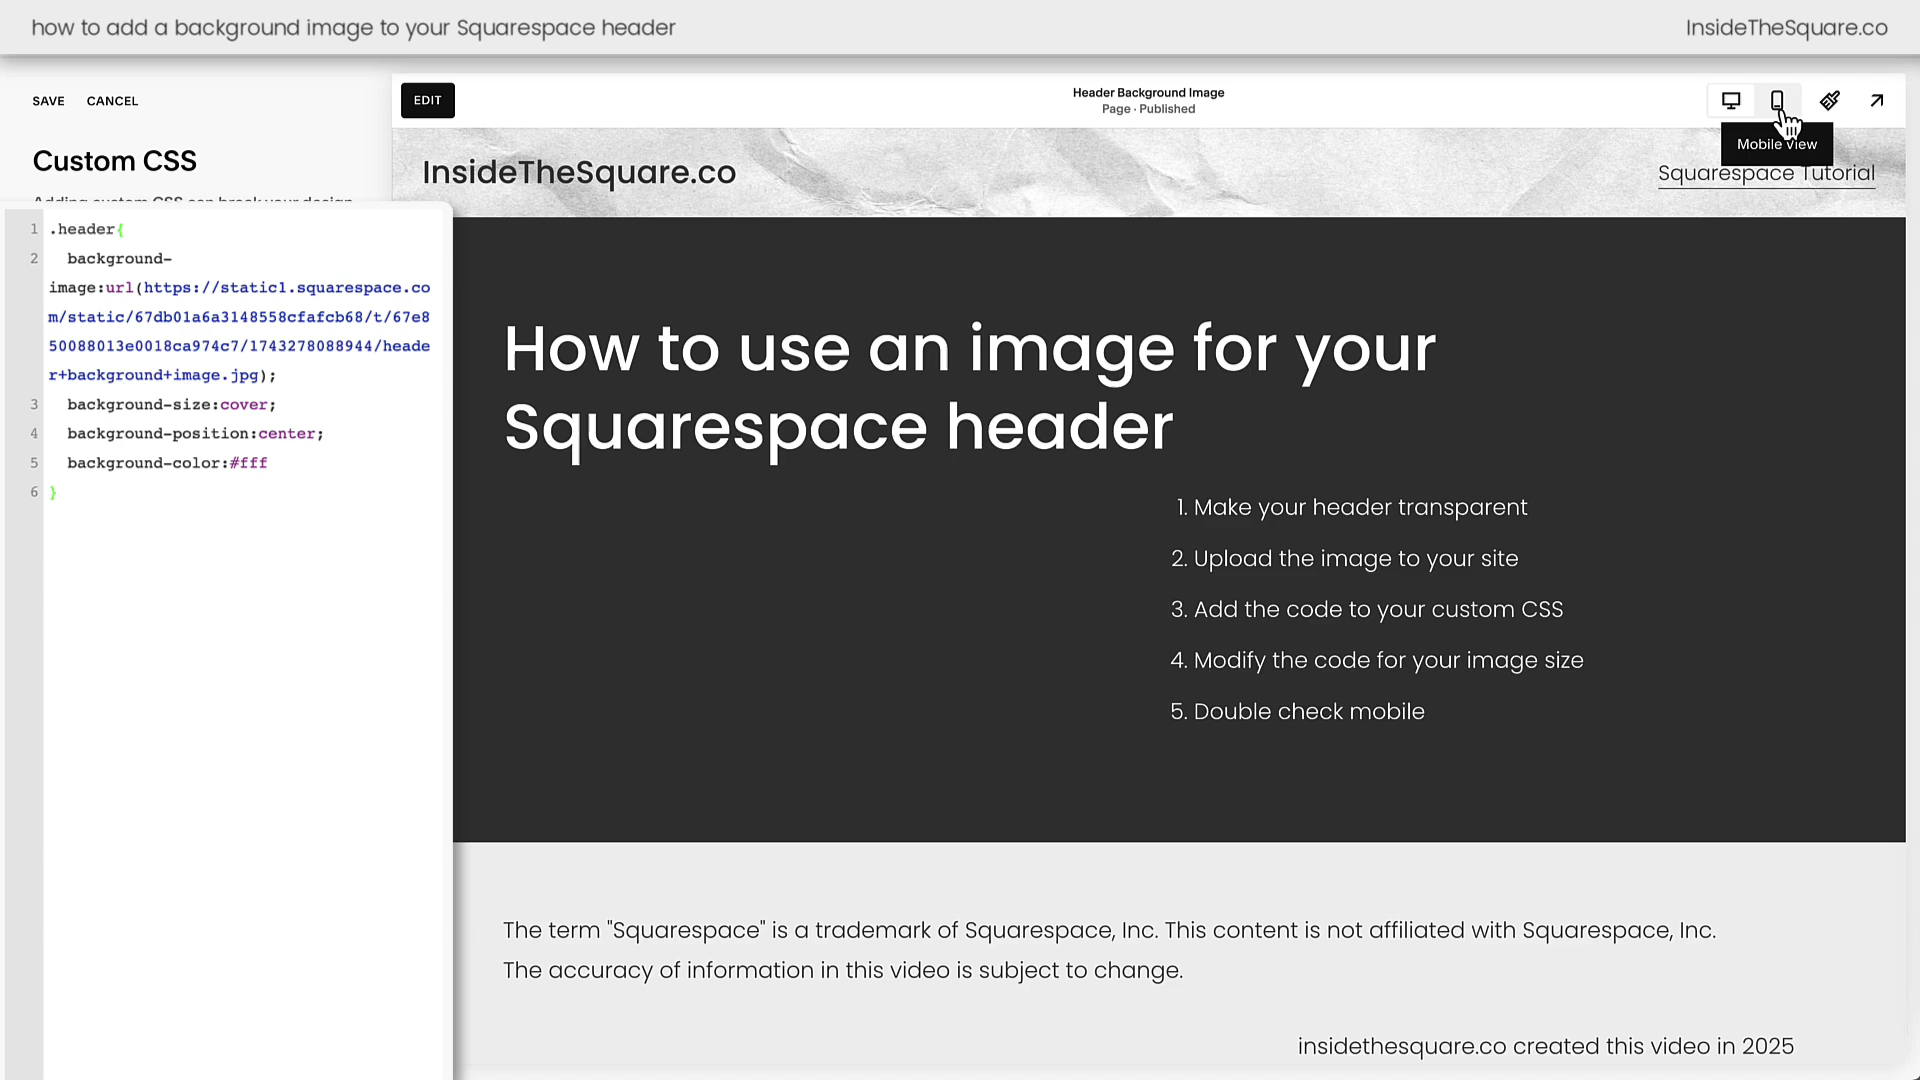 how to add a background image to your Squarespace header
InsideTheSquare.co
SAVE CANCEL
EDIT
Header Background Image
Page · Published
Mobile view
Custom CSS
Adding custom CSS can break your design
InsideTheSquare.co
Squarespace Tutorial
1 .header{
2 background-
image:url(https://static1.squarespace.co
m/static/67db01a6a3148558cfafcb68/t/67e8
50088013e0018ca974c7/1743278088944/heade
r+background+image.jpg);
3 background-size:cover;
4 background-position:center;
5 background-color:#fff
6 }
How to use an image for your
Squarespace header
1. Make your header transparent
2. Upload the image to your site
3. Add the code to your custom CSS
4. Modify the code for your image size
5. Double check mobile
The term "Squarespace" is a trademark of Squarespace, Inc. This content is not affiliated with Squarespace, Inc.
The accuracy of information in this video is subject to change.
insidethesquare.co created this video in 2025